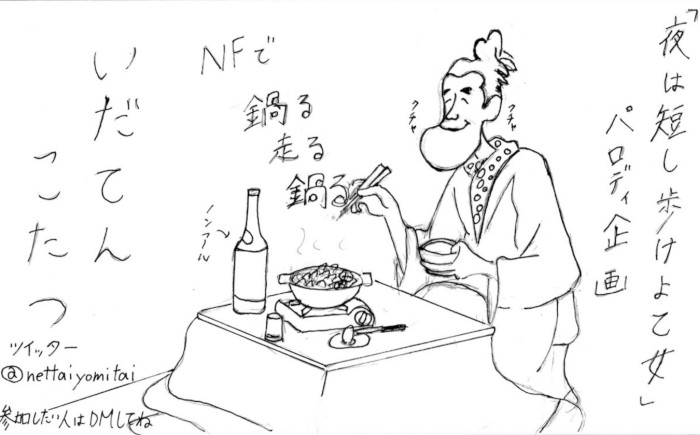 「夜は短し歩けよ乙女」
パロディ企画
クチャ
クチャ
NFで
鍋る
走る
鍋る
いだてん
こたつ
ノンアル
ツイッター
@nettaiyomitai
参加したい人はDMしてね